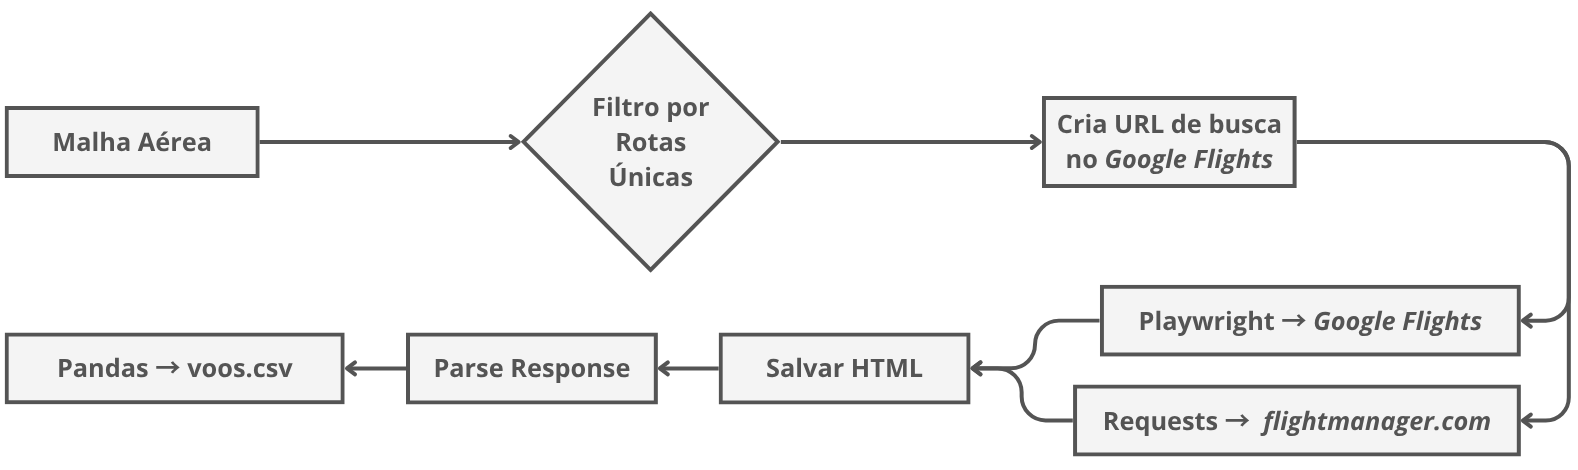 Malha Aérea
Filtro por
Rotas
Únicas
Cria URL de busca
no Google Flights
Playwright → Google Flights
Requests → flightmanager.com
Salvar HTML
Parse Response
Pandas → voos.csv